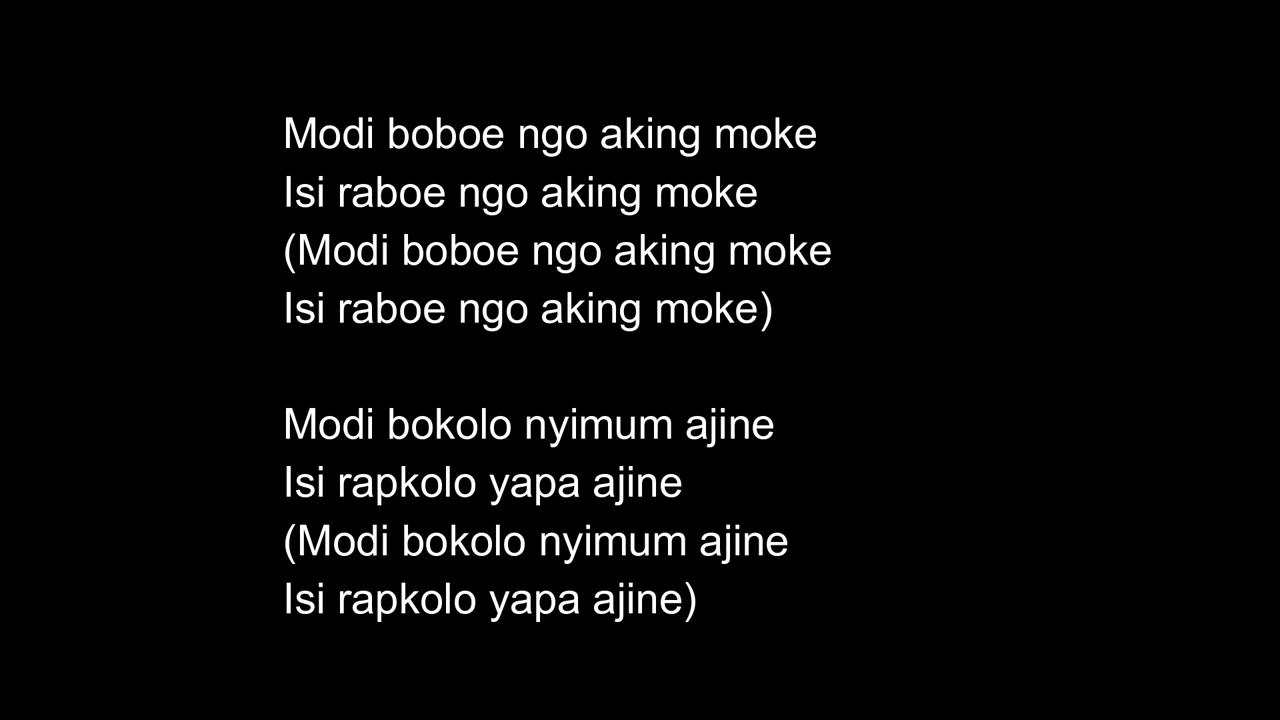 Modi boboe ngo aking moke
Isi raboe ngo aking moke
(Modi boboe ngo aking moke
Isi raboe ngo aking moke)
Modi bokolo nyimum ajine
Isi rapkolo yapa ajine
(Modi bokolo nyimum ajine
Isi rapkolo yapa ajine)